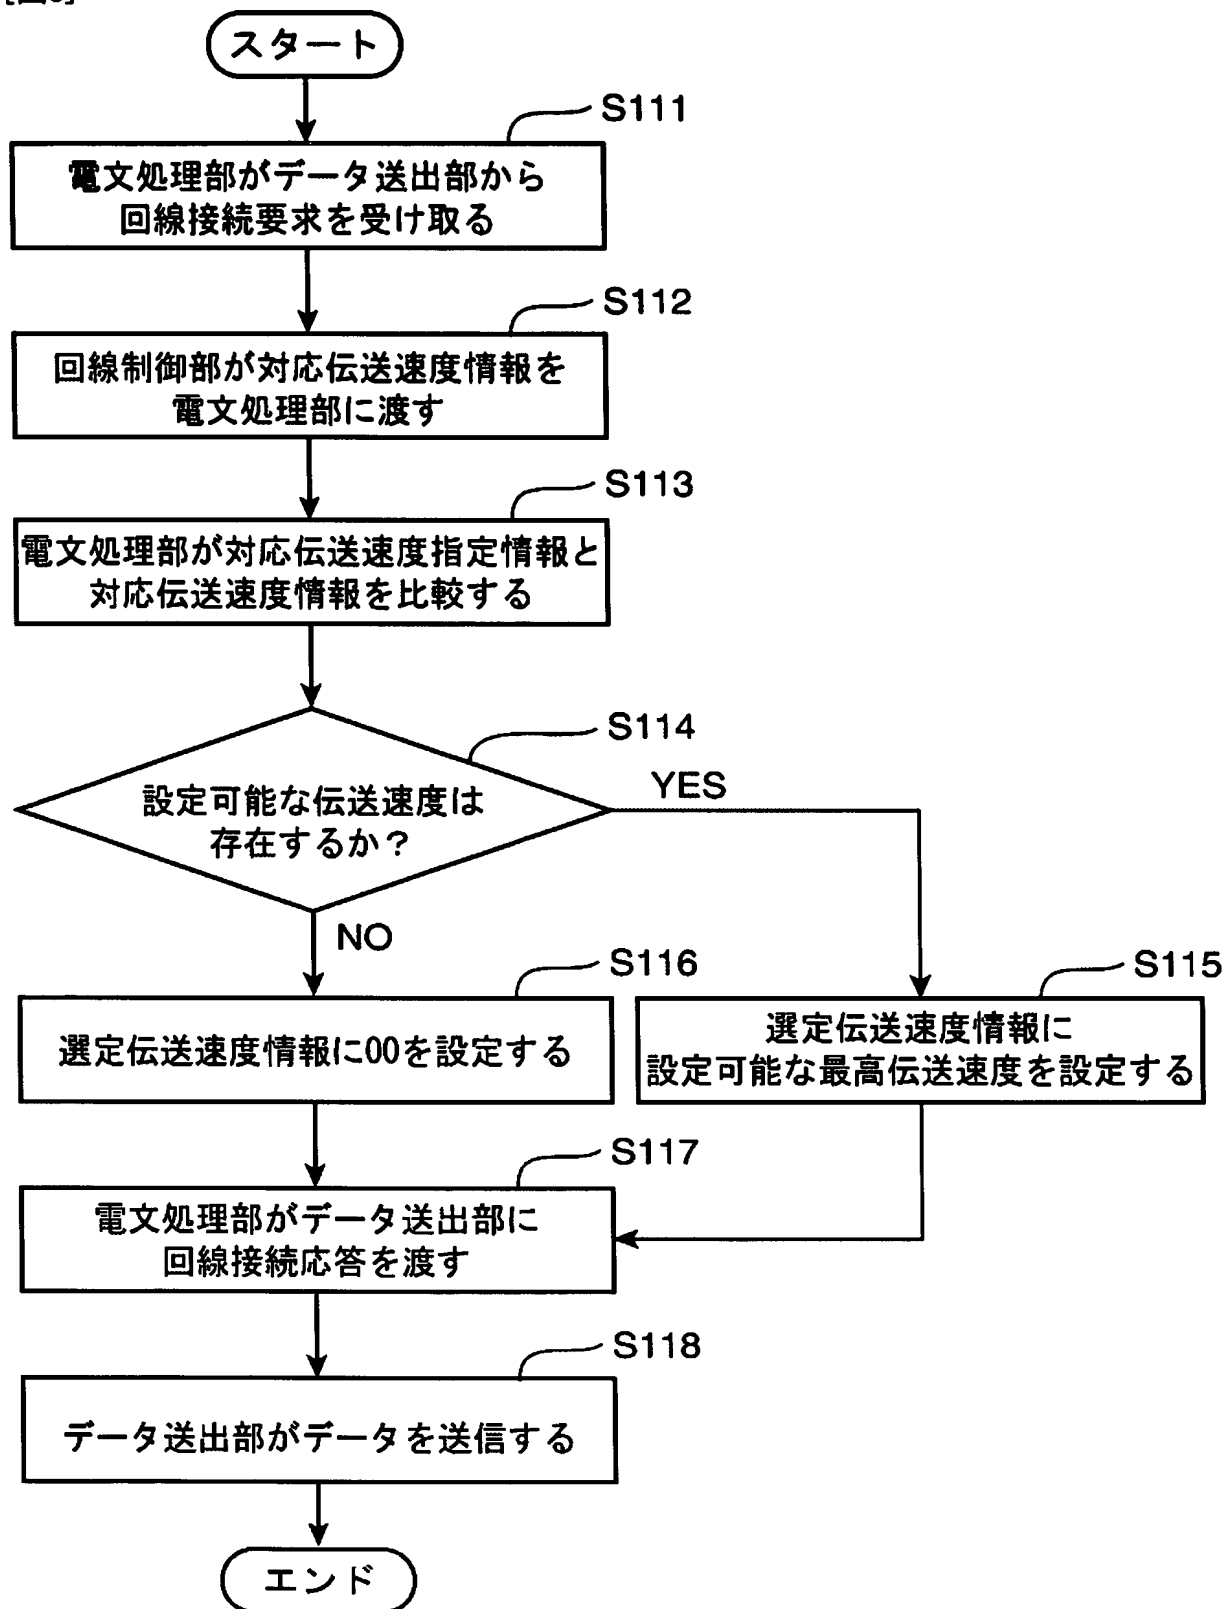 スタート
S111
電文処理部がデータ送出部から
回線接続要求を受け取る
S112
回線制御部が対応伝送速度情報を
電文処理部に渡す
S113
電文処理部が対応伝送速度指定情報と
対応伝送速度情報を比較する
S114
設定可能な伝送速度は
存在するか？
YES
NO
S116
選定伝送速度情報に00を設定する
S115
選定伝送速度情報に
設定可能な最高伝送速度を設定する
S117
電文処理部がデータ送出部に
回線接続応答を渡す
S118
データ送出部がデータを送信する
エンド